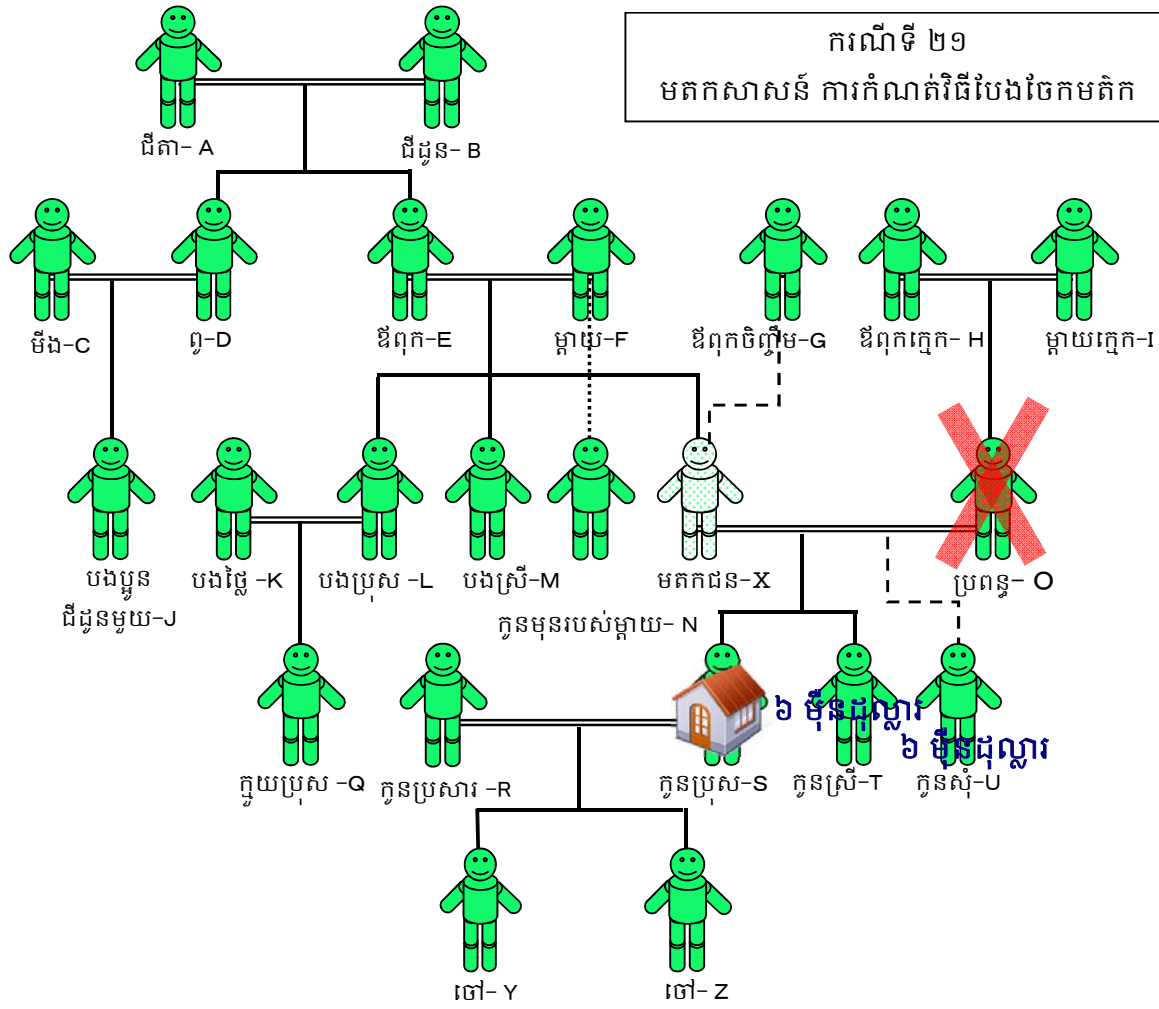 ករណីទី ២១
មតកសាសន៍ ការកំណត់វិធីបែងចែកមត៌ក
ជីតា- A
ជីដូន- B
មីង-C
ពូ-D
ឪពុក-E
ម្តាយ-F
ឪពុកចិញ្ចឹម-G
ឪពុកក្មេក- H
ម្តាយក្មេក-I
បងប្អូន
ជីដូនមួយ-J
បងថ្លៃ -K
បងប្រុស -L
បងស្រី-M
កូនមុនរបស់ម្តាយ- N
មតកជន-X
ប្រពន្ធ- O
៦ ម៉ឺនដុល្លារ
៦ ម៉ឺនដុល្លារ
ក្មួយប្រុស -Q
កូនប្រសារ -R
កូនប្រុស-S
កូនស្រី-T
កូនសុំ-U
ចៅ- Y
ចៅ- Z